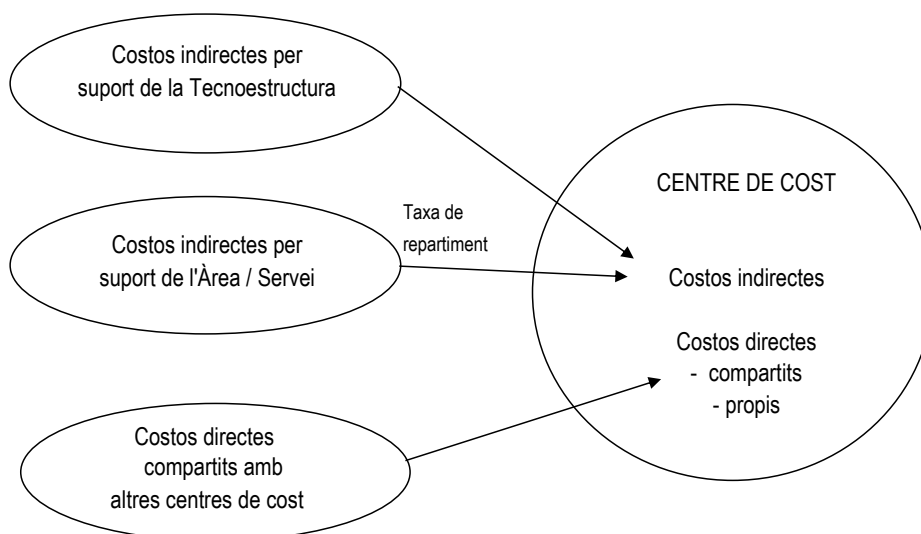 Costos indirectes per
suport de la Tecnoestructura
CENTRE DE COST
Taxa de
repartiment
Costos indirectes per
suport de l'Àrea / Servei
Costos indirectes
Costos directes
- compartits
- propis
Costos directes
compartits amb
altres centres de cost